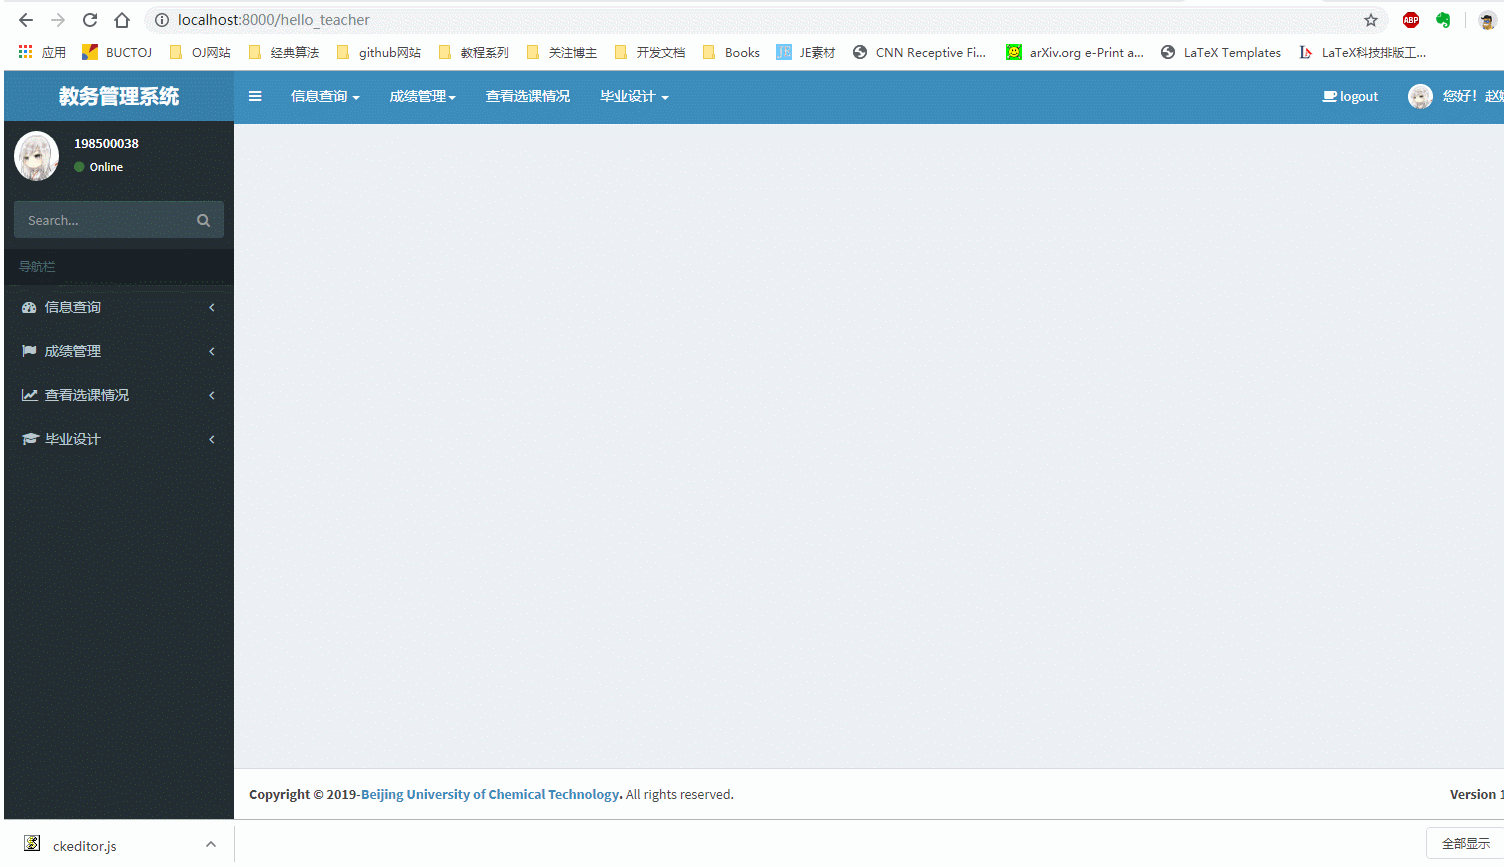 localhost:8000/hello_teacher
应用 BUCTOJ OJ网站 经典算法 github网站 教程系列 关注博主 开发文档 Books JE素材 CNN Receptive Fi... arXiv.org e-Print a... LaTeX Templates LaTeX科技排版工...
教务管理系统 信息查询 成绩管理 查看选课情况 毕业设计 logout 您好！赵
198500038
Online
Search...
导航栏
信息查询
成绩管理
查看选课情况
毕业设计
Copyright © 2019-Beijing University of Chemical Technology. All rights reserved. Version 1
ckeditor.js 全部显示